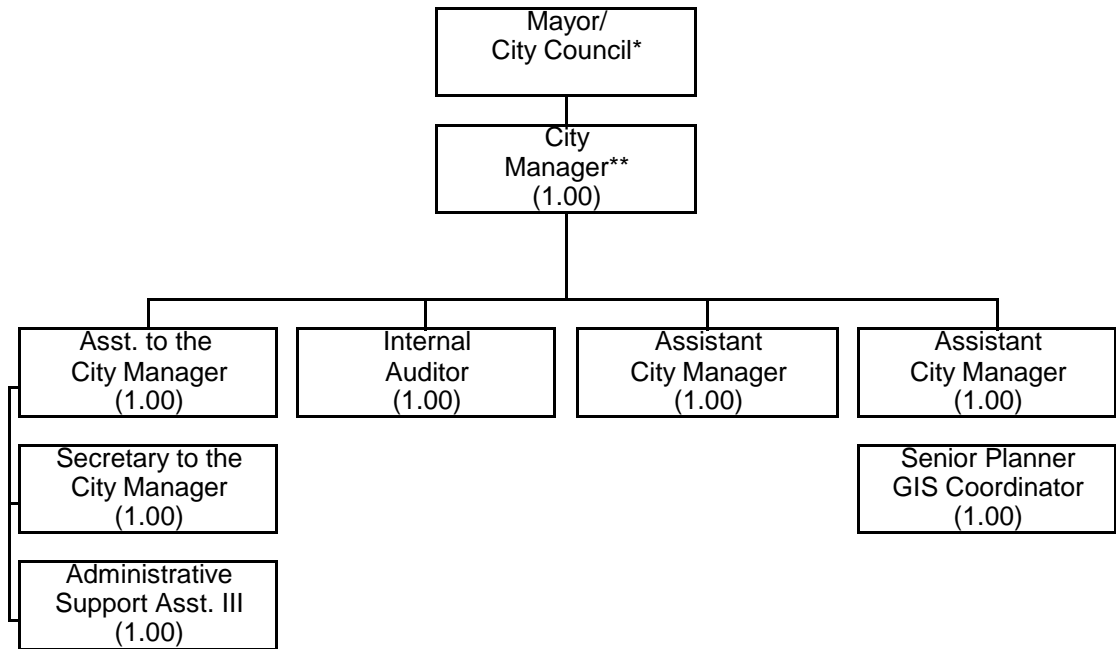 Mayor/
City Council*
City
Manager**
(1.00)
Asst. to the
City Manager
(1.00)
Internal
Auditor
(1.00)
Assistant
City Manager
(1.00)
Assistant
City Manager
(1.00)
Secretary to the
City Manager
(1.00)
Senior Planner
GIS Coordinator
(1.00)
Administrative
Support Asst. III
(1.00)